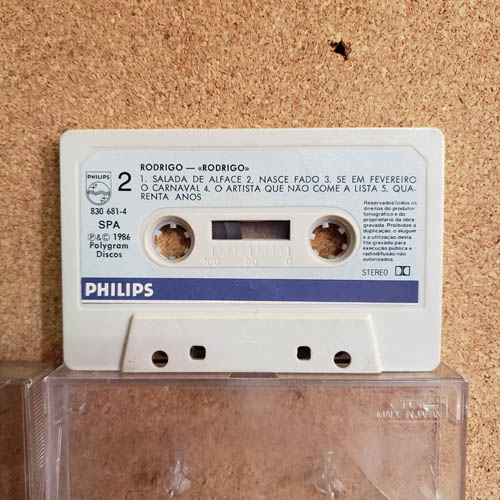 RODRIGO — «RODRIGO»
1. SALADA DE ALFACE 2, NASCE FADO 3. SE EM FEVEREIRO
O CARNAVAL 4, O ARTISTA QUE NÃO COME A LISTA 5. QUA-
RENTA ANOS
PHILIPS
2
830 681-4
SPA
℗&© 1986
Polygram
Discos
Reservados todos os
direitos do produtor
fonográfico e do
proprietário da obra
gravada. Proibidos a
duplicação, o aluguer
e a utilização desta
fita gravada para
execução pública e
radiodifusão não
autorizados.
100 50 0
STEREO
PHILIPS
MADE IN JAPAN